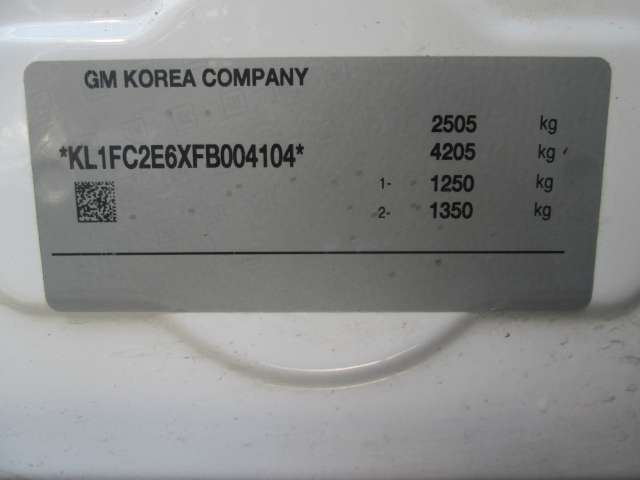 GM KOREA COMPANY
2505 kg
*KL1FC2E6XFB004104* 4205 kg
1- 1250 kg
2- 1350 kg